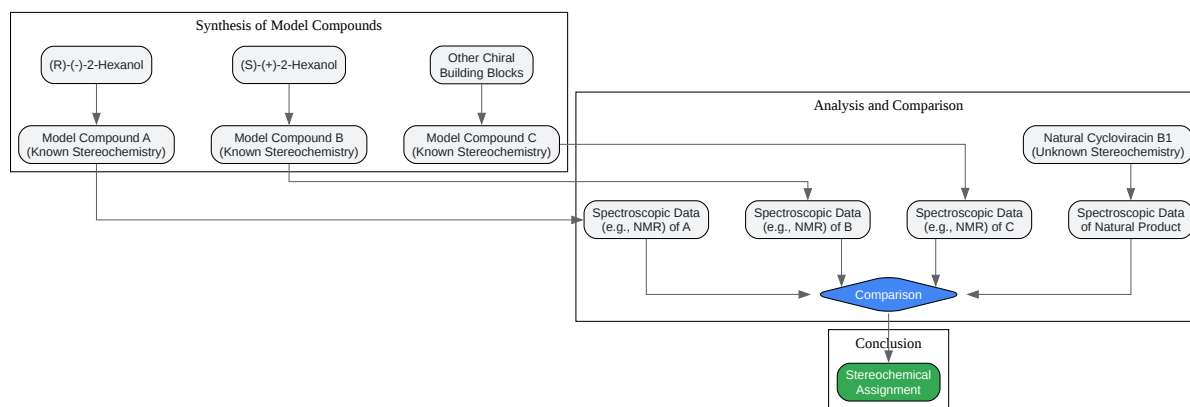 Synthesis of Model Compounds
(R)-(-)-2-Hexanol
(S)-(+)-2-Hexanol
Other Chiral
Building Blocks
Model Compound A
(Known Stereochemistry)
Model Compound B
(Known Stereochemistry)
Model Compound C
(Known Stereochemistry)
Analysis and Comparison
Natural Cycloviracin B1
(Unknown Stereochemistry)
Spectroscopic Data
(e.g., NMR) of A
Spectroscopic Data
(e.g., NMR) of B
Spectroscopic Data
(e.g., NMR) of C
Spectroscopic Data
of Natural Product
Comparison
Conclusion
Stereochemical
Assignment